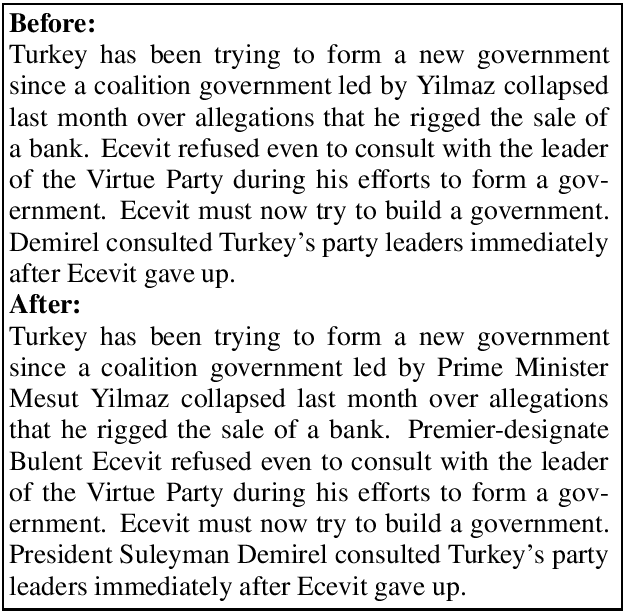 Before:
Turkey has been trying to form a new government
since a coalition government led by Yilmaz collapsed
last month over allegations that he rigged the sale of
a bank. Ecevit refused even to consult with the leader
of the Virtue Party during his efforts to form a gov-
ernment. Ecevit must now try to build a government.
Demirel consulted Turkey's party leaders immediately
after Ecevit gave up.
After:
Turkey has been trying to form a new government
since a coalition government led by Prime Minister
Mesut Yilmaz collapsed last month over allegations
that he rigged the sale of a bank. Premier-designate
Bulent Ecevit refused even to consult with the leader
of the Virtue Party during his efforts to form a gov-
ernment. Ecevit must now try to build a government.
President Suleyman Demirel consulted Turkey's party
leaders immediately after Ecevit gave up.